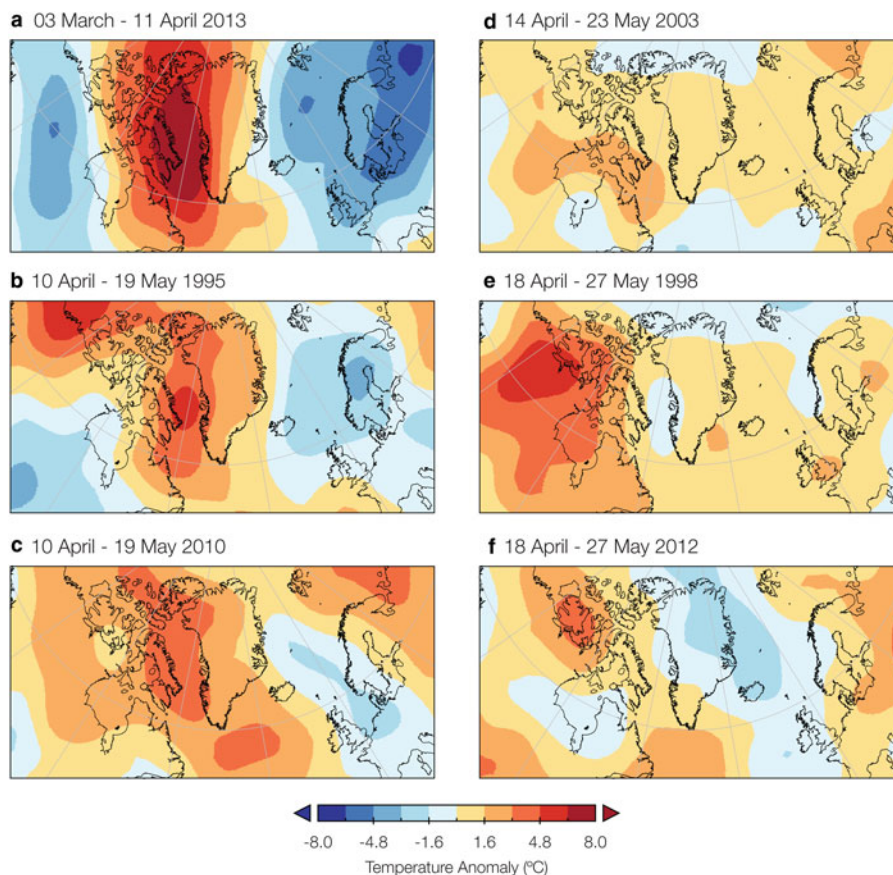 a 03 March - 11 April 2013
d 14 April - 23 May 2003
b 10 April - 19 May 1995
e 18 April - 27 May 1998
c 10 April - 19 May 2010
f 18 April - 27 May 2012
-8.0 -4.8 -1.6 1.6 4.8 8.0
Temperature Anomaly (ºC)